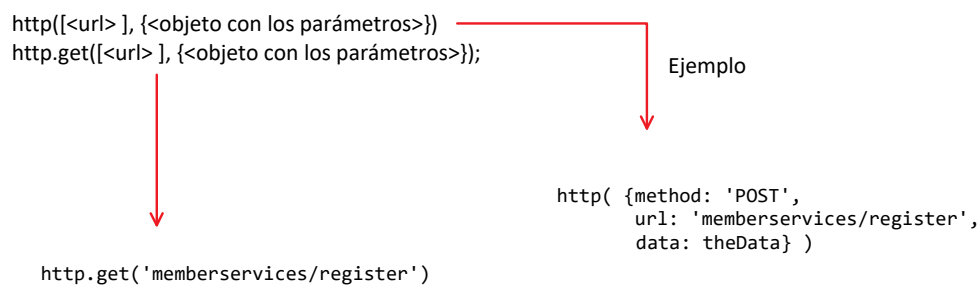 http([<url> ], {<objeto con los parámetros>})
http.get([<url> ], {<objeto con los parámetros>});
Ejemplo
http( {method: 'POST',
url: 'memberservices/register',
data: theData} )
http.get('memberservices/register')